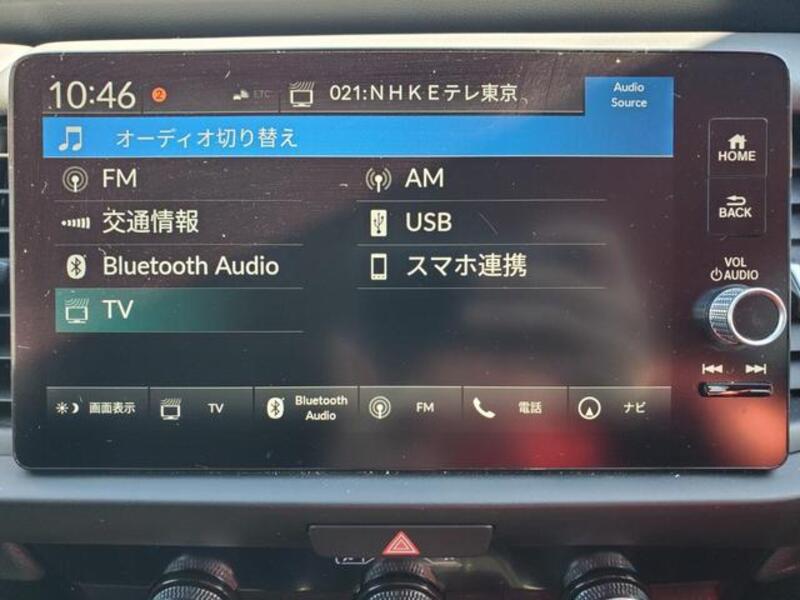 10:46 2 ETC 021:NHKEテレ東京 Audio Source
オーディオ切り替え
FM AM
交通情報 USB
Bluetooth Audio スマホ連携
TV
画面表示 TV Bluetooth Audio FM 電話 ナビ
HOME
BACK
VOL
AUDIO